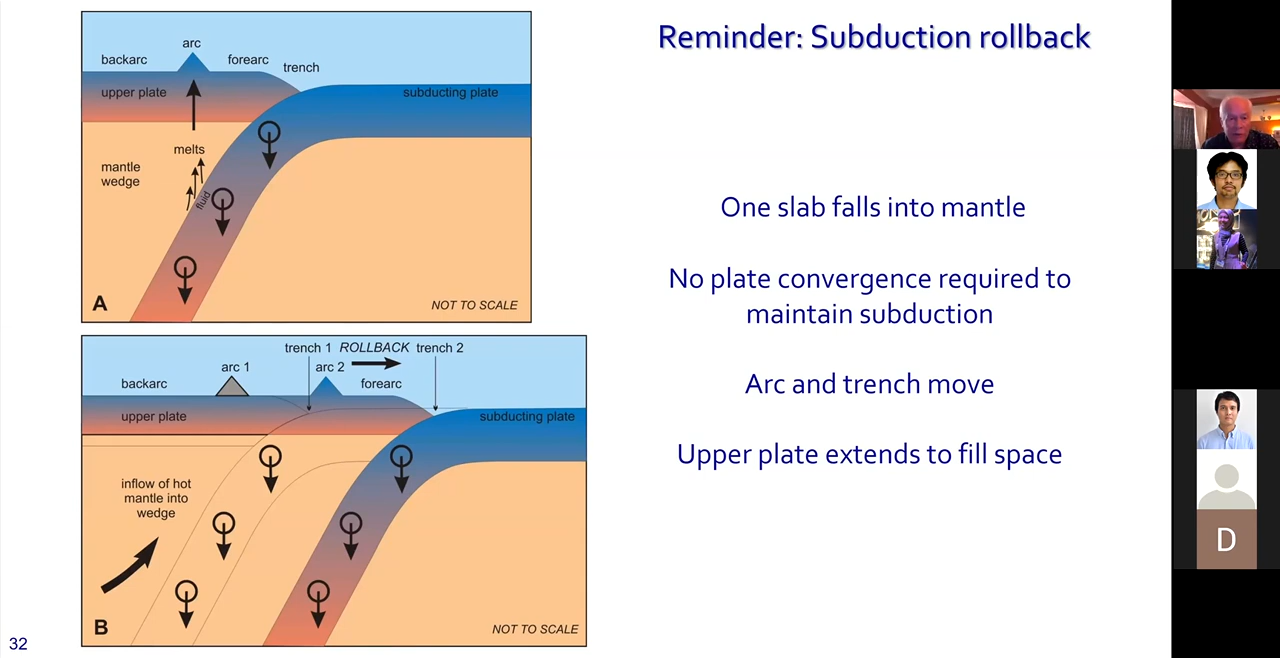 Reminder: Subduction rollback
arc
backarc
forearc
trench
upper plate
subducting plate
melts
mantle
wedge
fluid
A
NOT TO SCALE
trench 1 ROLLBACK trench 2
arc 1
arc 2
backarc
forearc
upper plate
subducting plate
inflow of hot
mantle into
wedge
B
NOT TO SCALE
One slab falls into mantle
No plate convergence required to
maintain subduction
Arc and trench move
Upper plate extends to fill space
32
D